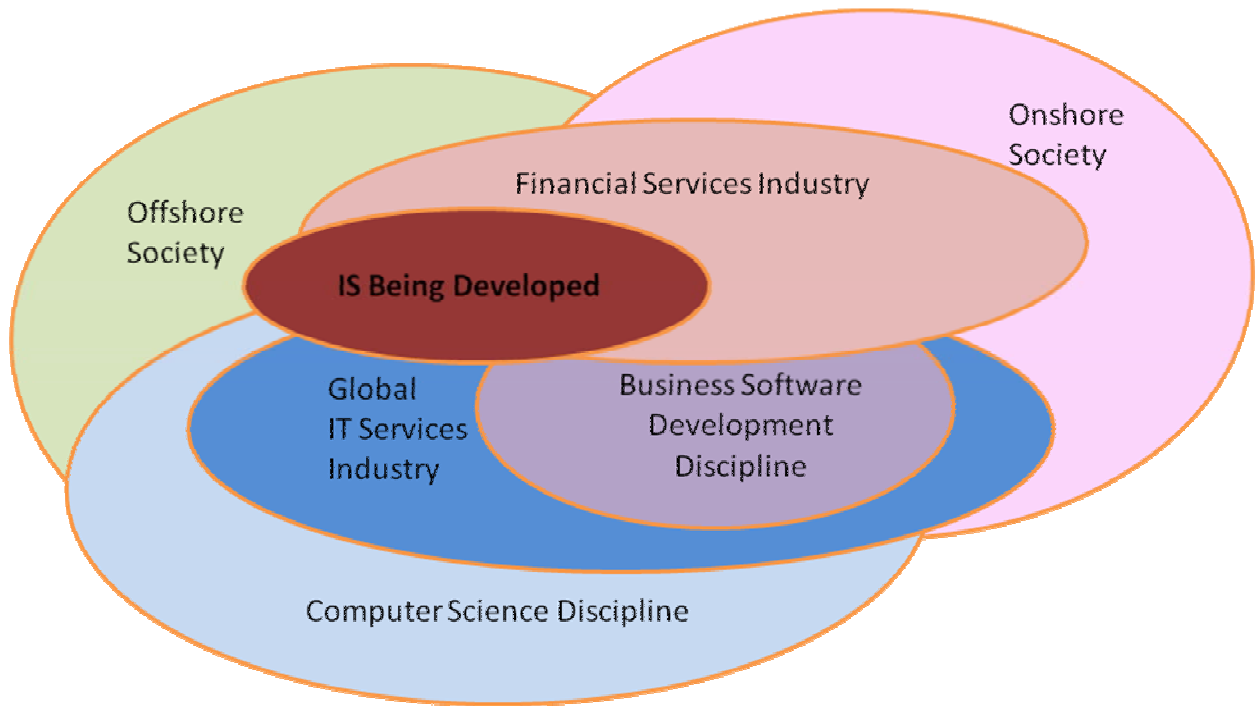 Onshore
Society
Financial Services Industry
Offshore
Society
IS Being Developed
Global
IT Services
Industry
Business Software
Development
Discipline
Computer Science Discipline